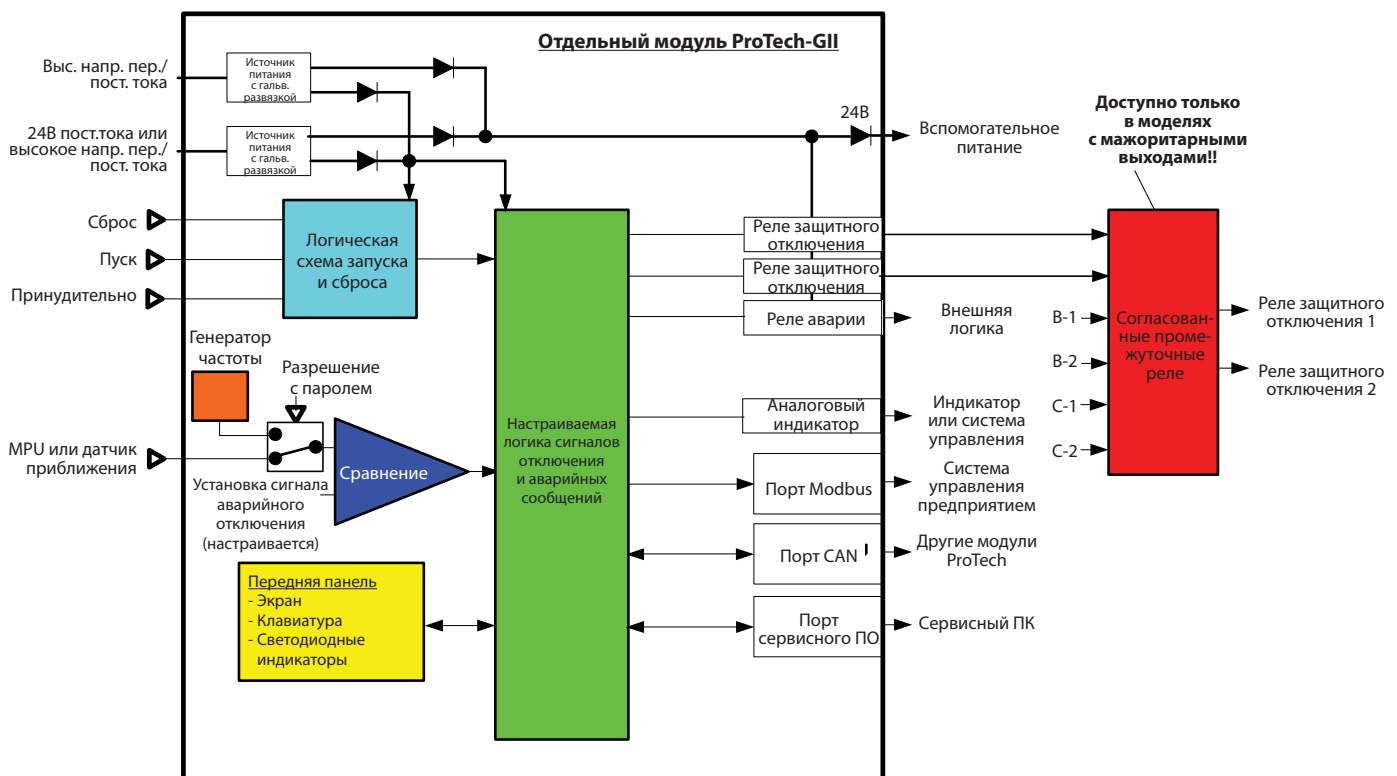 Отдельный модуль ProTech-GII
Выс. напр. пер./
пост. тока
Источник
питания
с гальв.
развязкой
24В пост.тока или
высокое напр. пер./
пост. тока
Источник
питания
с гальв.
развязкой
24В
Вспомогательное
питание
Доступно только
в моделях
с мажоритарными
выходами!!
Сброс
Пуск
Принудительно
Логическая
схема запуска
и сброса
Реле защитного
отключения
Реле защитного
отключения
Реле аварии
Внешняя
логика
B-1
B-2
C-1
C-2
Согласован-
ные проме-
жуточные
реле
Реле защитного
отключения 1
Реле защитного
отключения 2
Генератор
частоты
Разрешение
с паролем
MPU или датчик
приближения
Сравнение
Установка сигнала
аварийного
отключения
(настраивается)
Настраиваемая
логика сигналов
отключения
и аварийных
сообщений
Аналоговый
индикатор
Индикатор
или система
управления
Порт Modbus
Система
управления
предприятием
Порт CAN
Другие модули
ProTech
Порт
сервисного ПО
Сервисный ПК
Передняя панель
- Экран
- Клавиатура
- Светодиодные
индикаторы